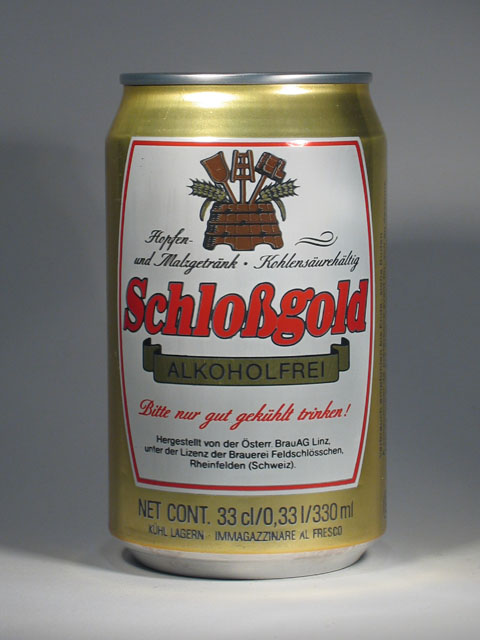 Hopfen-
und Malzgetränk • Kohlensäurehältig
Schloßgold
ALKOHOLFREI
Bitte nur gut gekühlt trinken!
Hergestellt von der Österr. BrauAG Linz,
unter der Lizenz der Brauerei Feldschlösschen,
Rheinfelden (Schweiz).
NET CONT. 33 cl/0,33 l/330 ml
KÜHL LAGERN · IMMAGAZZINARE AL FRESCO